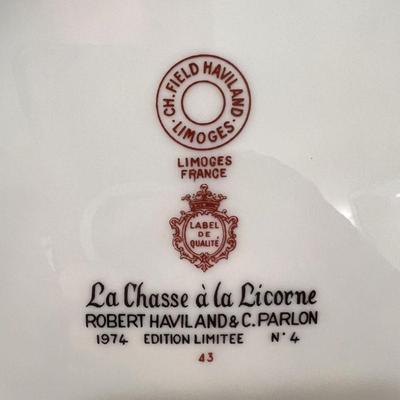 CH. FIELD HAVILAND
· LIMOGES ·
LIMOGES
FRANCE
LABEL
DE
QUALITÉ
La Chasse à la Licorne
ROBERT HAVILAND & C. PARLON
1974 EDITION LIMITEE N° 4
43